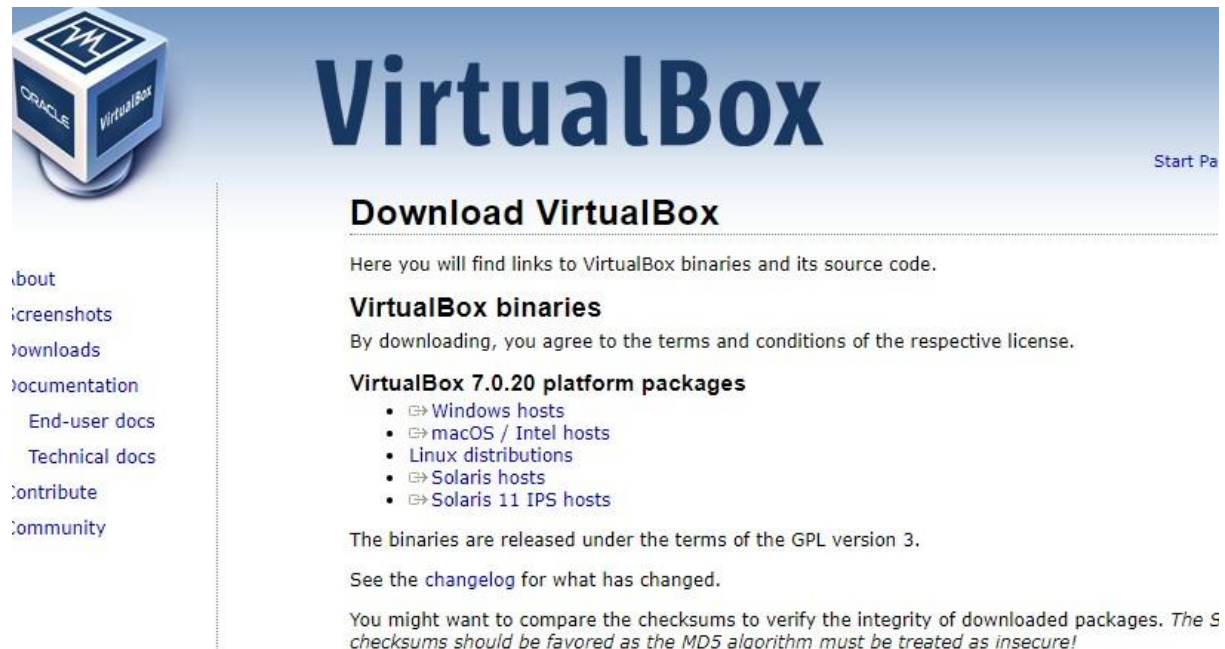 ORACLE
VirtualBox
VirtualBox
Start Pa
Download VirtualBox
Here you will find links to VirtualBox binaries and its source code.
bout
VirtualBox binaries
creenshots
By downloading, you agree to the terms and conditions of the respective license.
ownloads
ocumentation
VirtualBox 7.0.20 platform packages
Windows hosts
End-user docs
macOS / Intel hosts
Technical docs
Linux distributions
Solaris hosts
ontribute
Solaris 11 IPS hosts
ommunity
The binaries are released under the terms of the GPL version 3.
See the changelog for what has changed.
You might want to compare the checksums to verify the integrity of downloaded packages. The S
checksums should be favored as the MD5 algorithm must be treated as insecure!